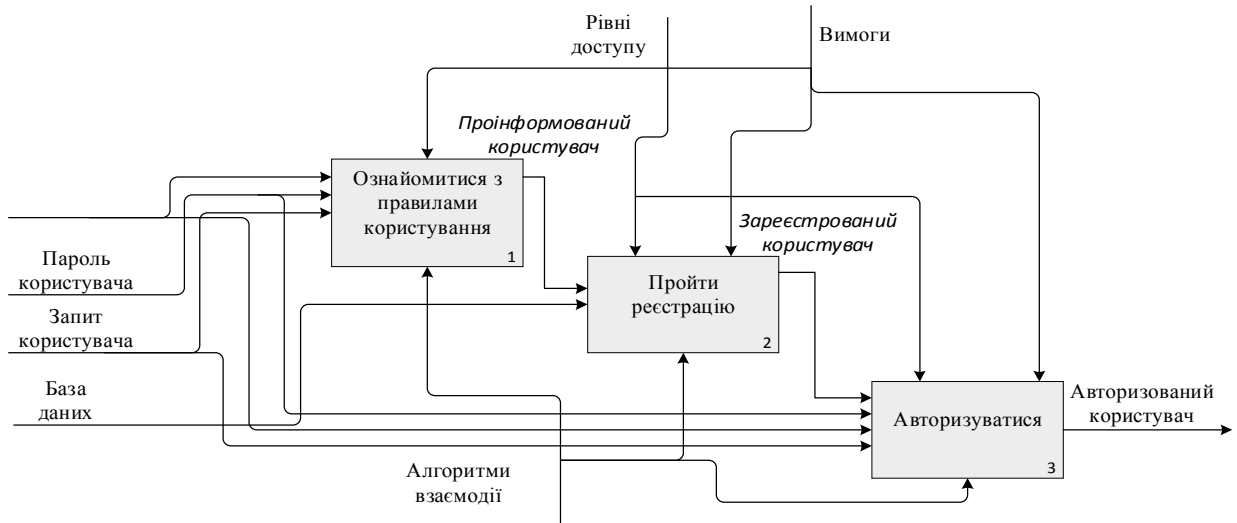 Рівні
доступу
Вимоги
Проінформований
користувач
Ознайомитися з
правилами
користування
1
Зареєстрований
користувач
Пароль
користувача
Пройти
реєстрацію
2
Запит
користувача
База
даних
Авторизуватися
3
Авторизований
користувач
Алгоритми
взаємодії